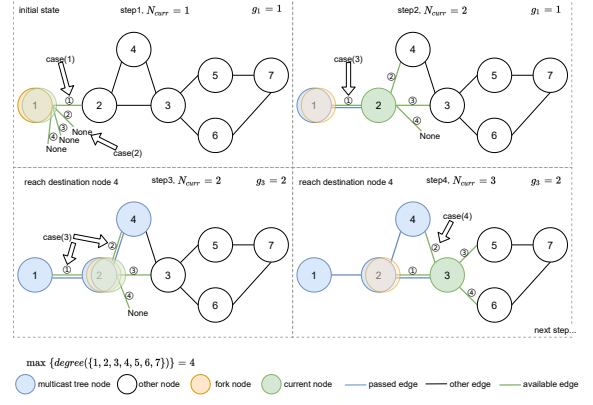 initial state
step1, N_curr = 1
g_1 = 1
case(1)
4
5
7
1
①
2
3
②
③
④
None
None
None
6
case(2)
step2, N_curr = 2
g_1 = 1
case(3)
4
5
7
②
1
①
2
③
3
④
None
6
reach destination node 4
step3, N_curr = 2
g_3 = 2
case(3)
4
②
5
7
1
①
2
③
3
④
None
6
reach destination node 4
step4, N_curr = 3
g_3 = 2
case(4)
4
②
③
5
7
1
2
①
3
④
6
next step...
max {degree({1, 2, 3, 4, 5, 6, 7})} = 4
multicast tree node
other node
fork node
current node
passed edge
other edge
available edge